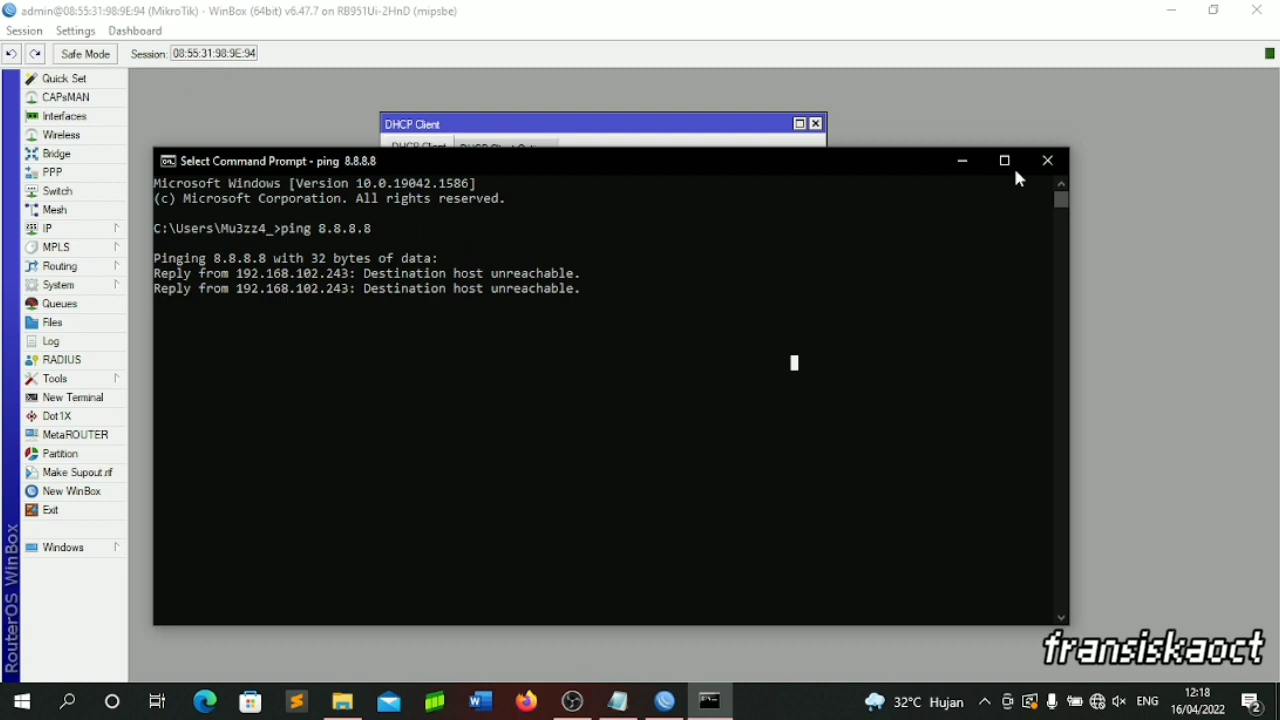 admin@08:55:31:98:9E:94 (MikroTik) - WinBox (64bit) v6.47.7 on RB951Ui-2HnD (mipsbe)
Session Settings Dashboard
Safe Mode Session: 08:55:31:98:9E:94
Quick Set
CAPsMAN
Interfaces
Wireless
Bridge
PPP
Switch
Mesh
IP
MPLS
Routing
System
Queues
Files
Log
RADIUS
Tools
New Terminal
Dot1X
MetaROUTER
Partition
Make Supout.rif
New WinBox
Exit
Windows
RouterOS WinBox
DHCP Client
DHCP Client
Select Command Prompt - ping 8.8.8.8
Microsoft Windows [Version 10.0.19042.1586]
(c) Microsoft Corporation. All rights reserved.
C:\Users\Mu3zz4_>ping 8.8.8.8
Pinging 8.8.8.8 with 32 bytes of data:
Reply from 192.168.102.243: Destination host unreachable.
Reply from 192.168.102.243: Destination host unreachable.
transiskaoct
32°C Hujan ENG 12:18
16/04/2022
2